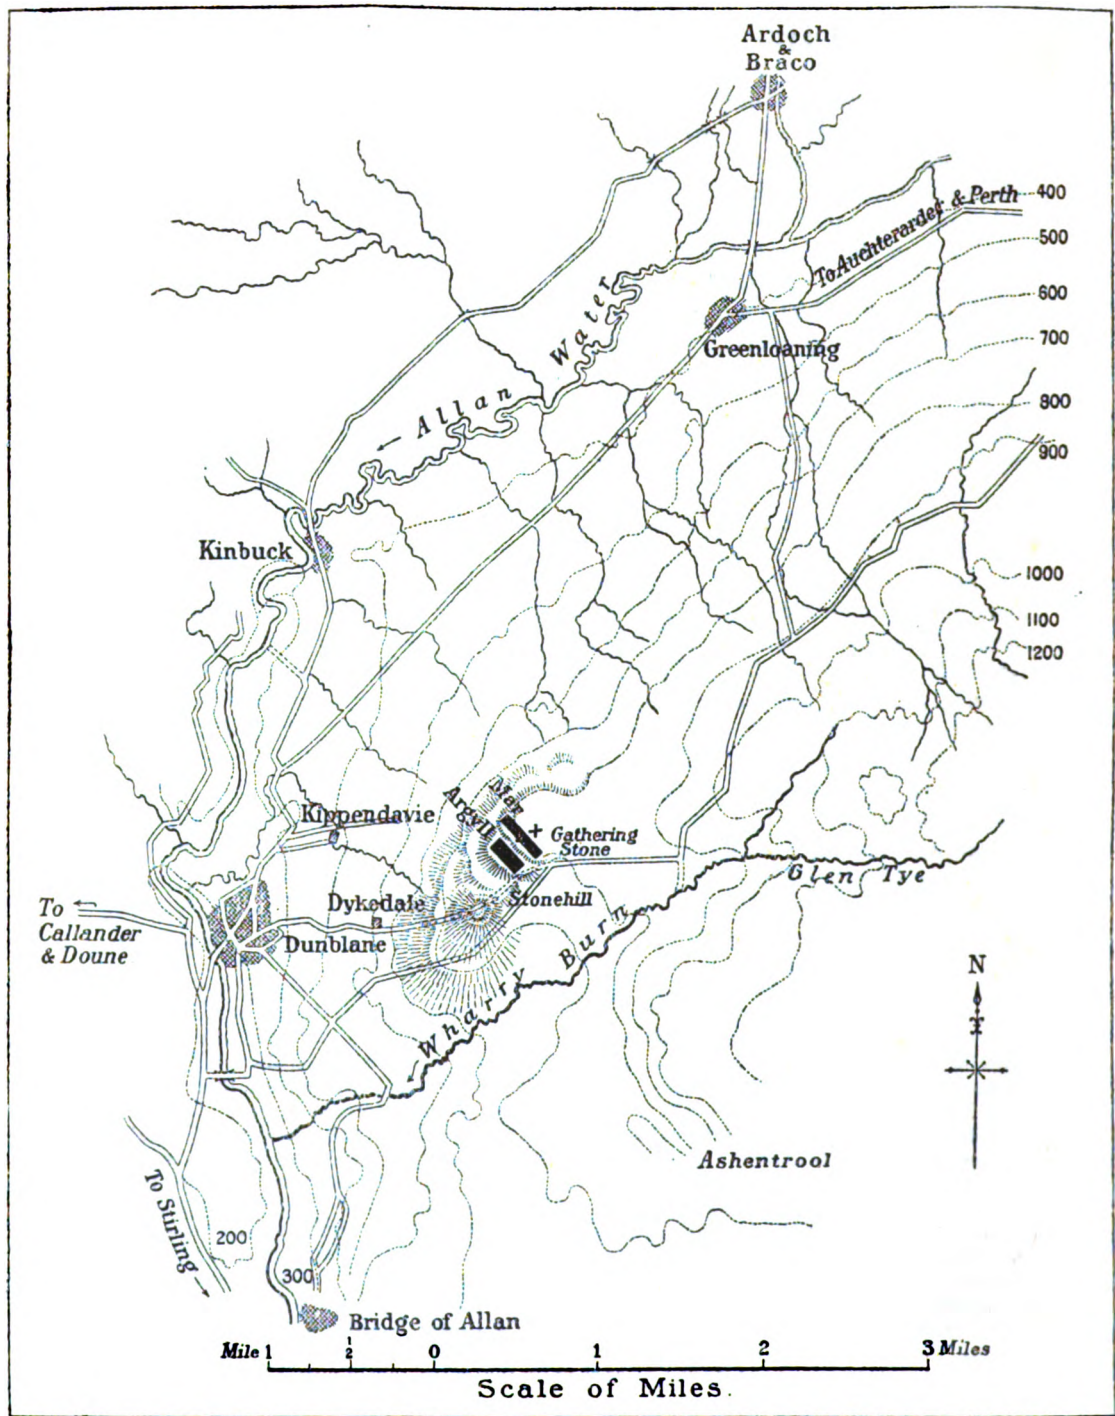 Ardoch
&
Braco
400
To Auchterarder & Perth
500
600
700
Allan Water
Greenloaning
800
900
Kinbuck
1000
1100
1200
Mar
Argyll
Kippendavie
Gathering
Stone
Glen Tye
Dykedale
Stonehill
To
Callander
& Doune
Dunblane
Wharry Burn
N
T
Ashentrool
To Stirling
200
300
Bridge of Allan
Mile 1 ½ 0 1 2 3 Miles
Scale of Miles.